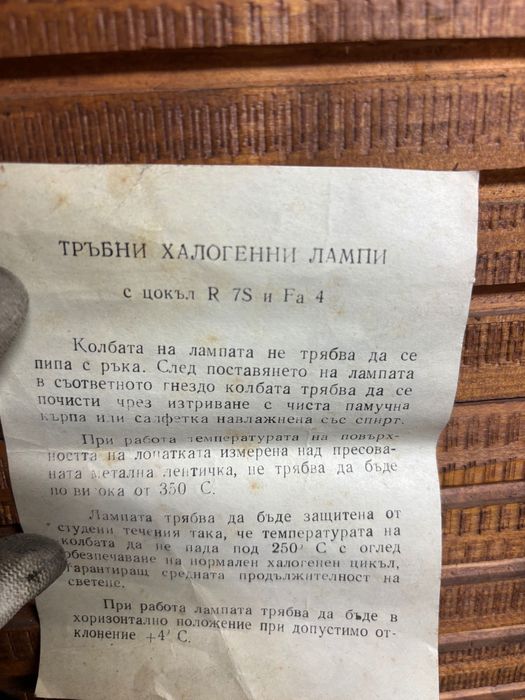 ТРЪБНИ ХАЛОГЕННИ ЛАМПИ
с цокъл R 7S и Fa 4
Колбата на лампата не трябва да се
пипа с ръка. След поставянето на лампата
в съответното гнездо колбата трябва да се
почисти чрез изтриване с чиста памучна
кърпа или салфетка навлажнена със спирт.
При работа температурата на повърх-
ността на лопатката измерена над пресова-
ната метална лентичка, не трябва да бъде
по висока от 350 С.
Лампата трябва да бъде защитена от
студени течения така, че температурата на
колбата да не пада под 250° С с оглед
обезпечаване на нормален халогенен цикъл,
гарантиращ средната продължителност на
светене.
При работа лампата трябва да бъде в
хоризонтално положение при допустимо от-
клонение +4° С.